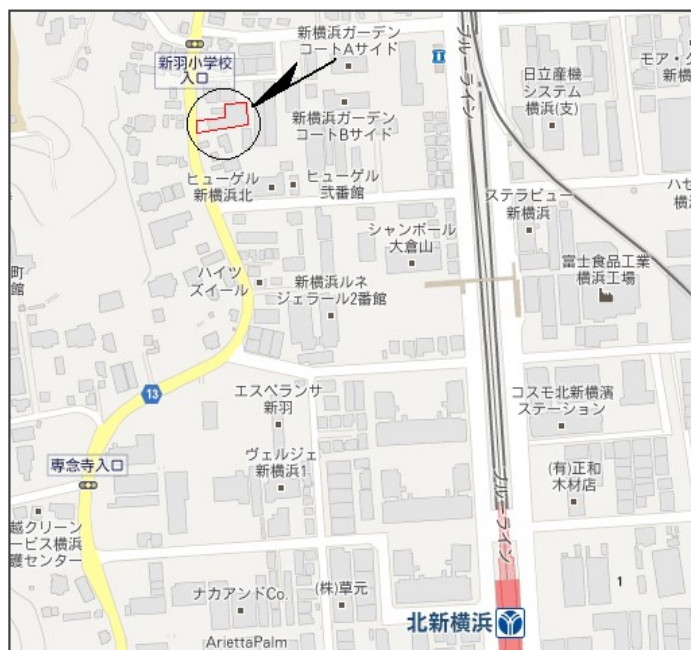 新横浜ガーデン
コートAサイド
新羽小学校
入口
ブルーライン
日立産機
システム
横浜(支)
モア・ク
新横
新横浜ガーデン
コートBサイド
ヒューゲル
新横浜北
ヒューゲル
弐番館
ステラビュー
新横浜
ハセ
横浜
シャンボール
大倉山
富士食品工業
横浜工場
町
館
ハイツ
ズイール
新横浜ルネ
ジェラール2番館
13
エスペランサ
新羽
コスモ北新横濱
ステーション
専念寺入口
ヴェルジェ
新横浜1
(有)正和
木材店
ブルーライン
越クリーン
ービス横浜
護センター
ナカアンドCo.
(株)草元
1
北新横浜
AriettaPalm